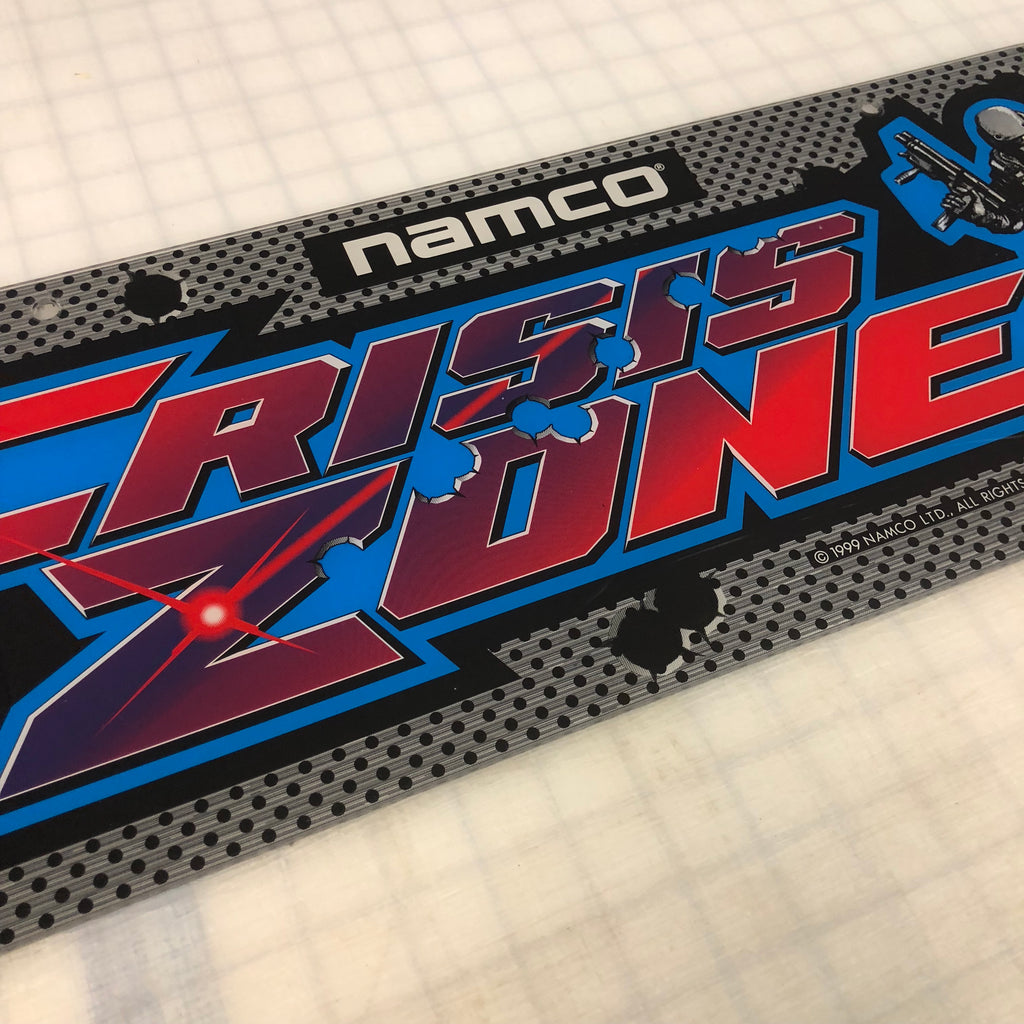 namco®
CRISIS
ZONE
© 1999 NAMCO LTD., ALL RIGHTS